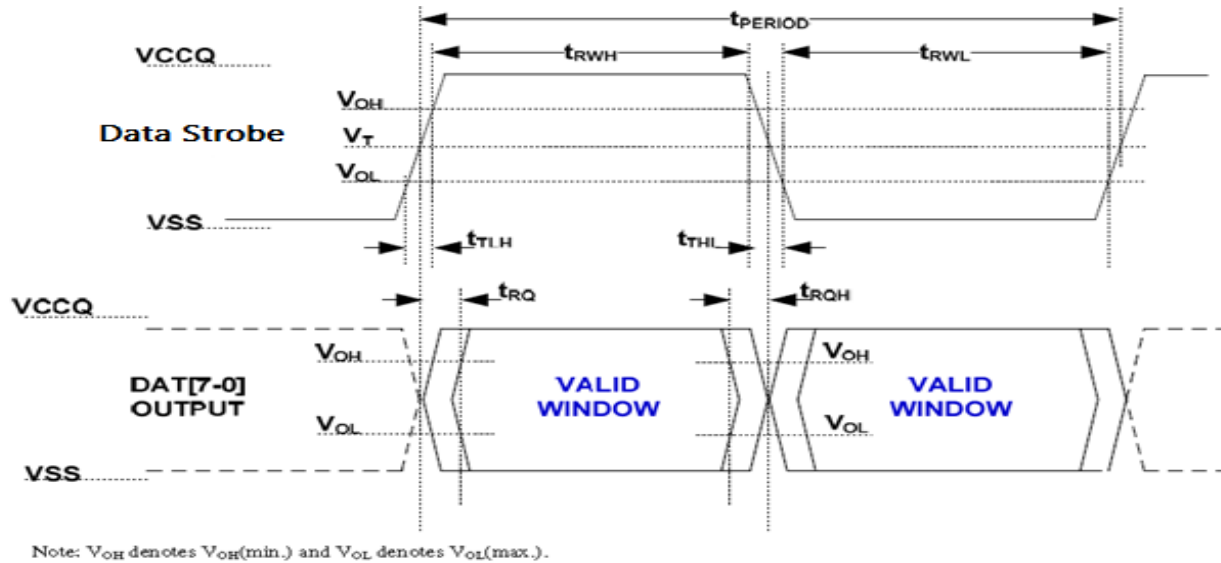 tPERIOD
VCCQ
tRWH
tRWL
VOH
Data Strobe
VT
VOL
VSS
tTLH
tTHL
VCCQ
tRQ
tRQH
VOH
VOH
DAT[7-0]
OUTPUT
VALID
WINDOW
VALID
WINDOW
VOL
VOL
VSS
Note: VOH denotes VOH(min.) and VOL denotes VOL(max.).